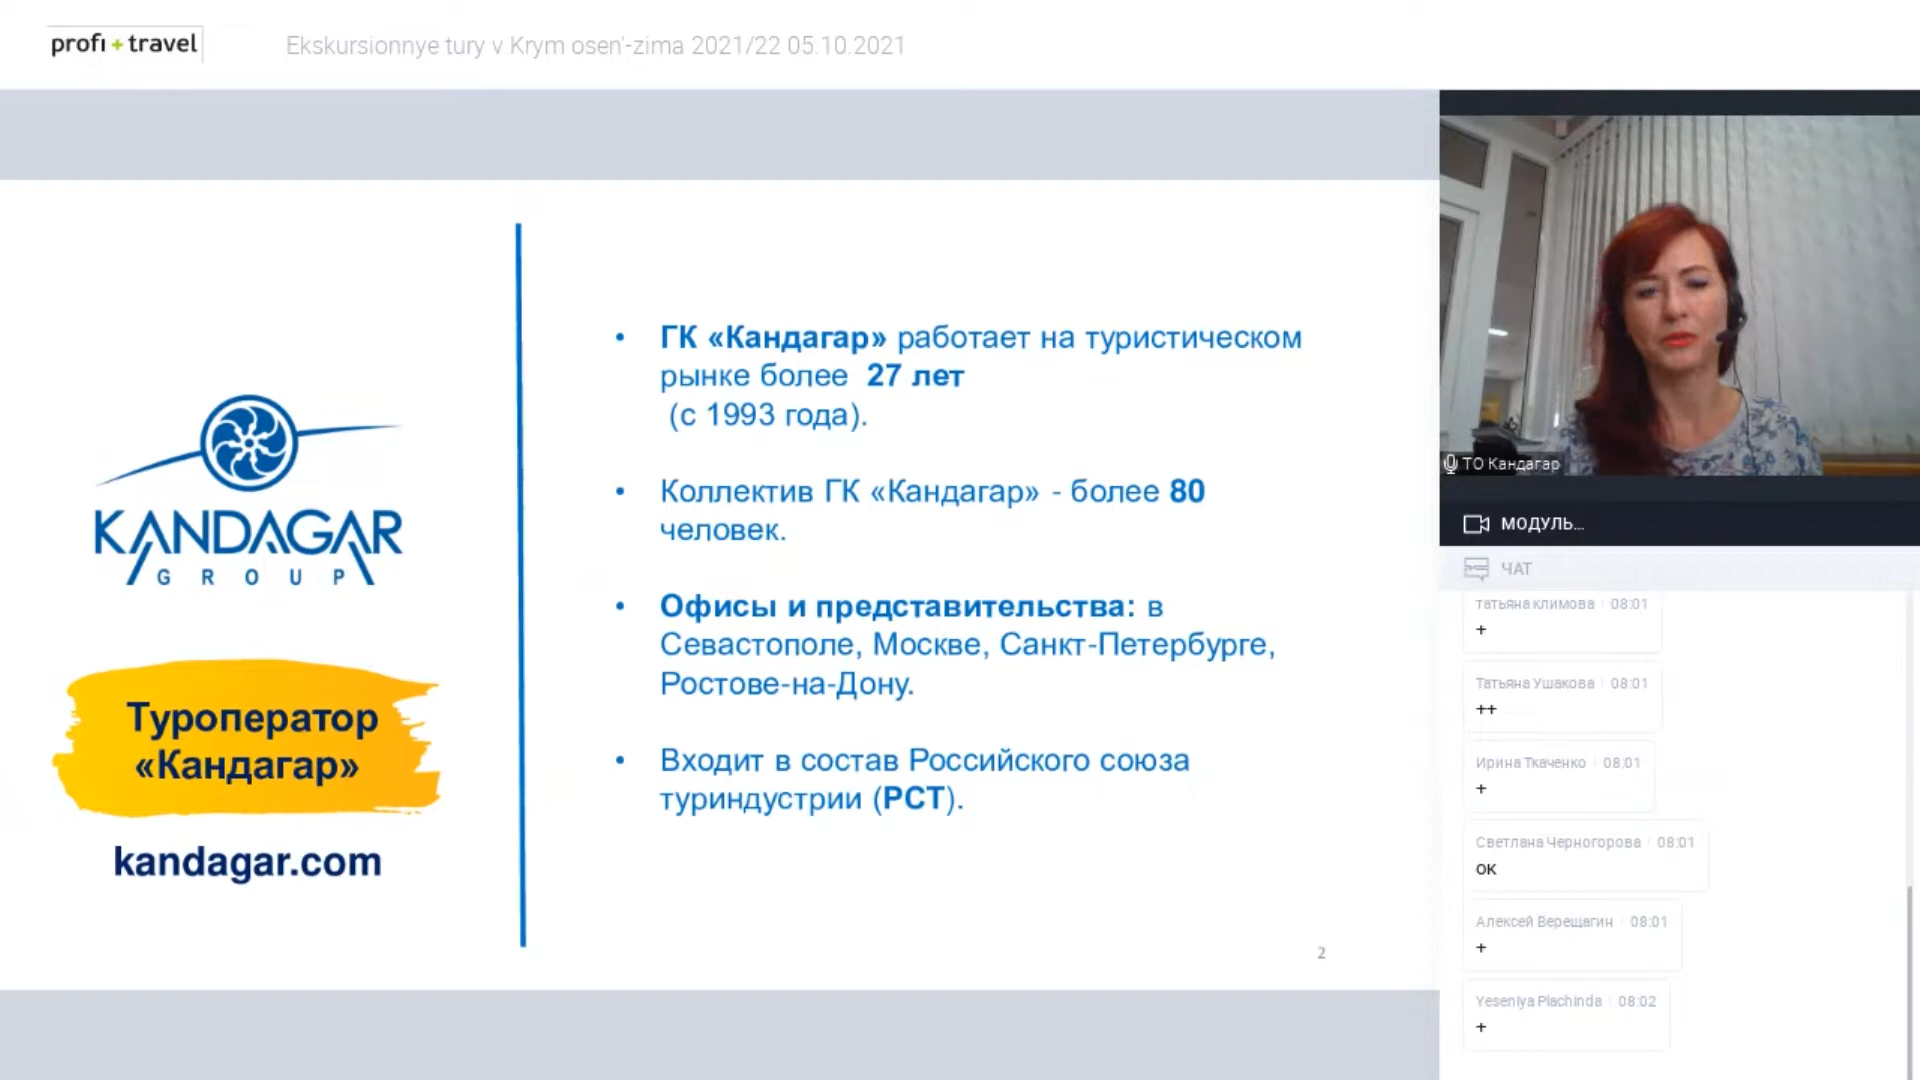 profi + travel
Ekskursionnye tury v Krym osen'-zima 2021/22 05.10.2021
KANDAGAR
GROUP
Туроператор
«Кандагар»
kandagar.com
• ГК «Кандагар» работает на туристическом
рынке более 27 лет
(с 1993 года).
• Коллектив ГК «Кандагар» - более 80
человек.
• Офисы и представительства: в
Севастополе, Москве, Санкт-Петербурге,
Ростове-на-Дону.
• Входит в состав Российского союза
туриндустрии (РСТ).
2
ТО Кандагар
МОДУЛЬ...
ЧАТ
татьяна климова 08:01
+
Татьяна Ушакова 08:01
++
Ирина Ткаченко 08:01
+
Светлана Черногорова 08:01
ок
Алексей Верещагин 08:01
+
Yeseniya Plachinda 08:02
+